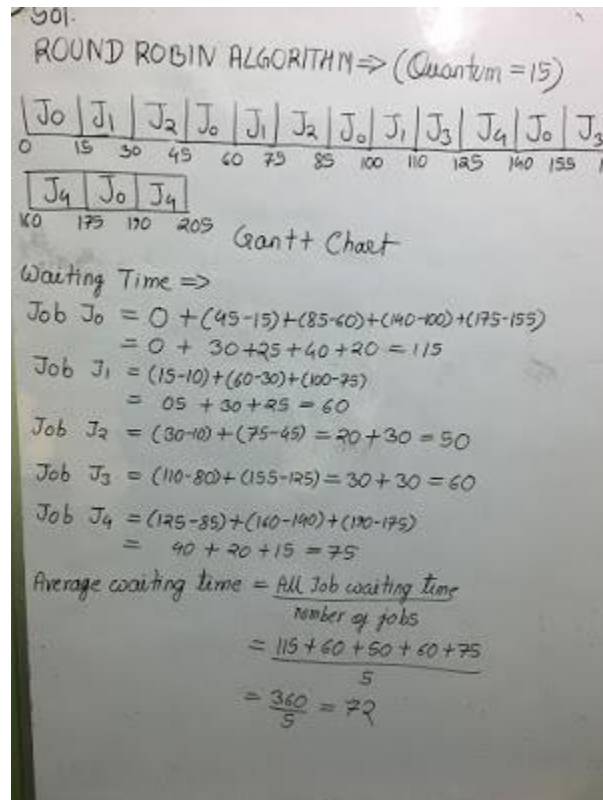 Sol.
ROUND ROBIN ALGORITHM => (Quantum = 15)
J0 J1 J2 J0 J1 J2 J0 J1 J3 J4 J0 J3
0 15 30 45 60 75 85 100 110 125 140 155 1
J4 J0 J4
160 175 190 205 Gantt Chart
Waiting Time =>
Job J0 = 0 + (45-15)+(85-60)+(140-100)+(175-155)
= 0 + 30+25+40+20 = 115
Job J1 = (15-10)+(60-30)+(100-75)
= 05 + 30 + 25 = 60
Job J2 = (30-10)+(75-45) = 20+30 = 50
Job J3 = (110-80)+(155-125) = 30+30 = 60
Job J4 = (125-85)+(160-140)+(190-175)
= 40 + 20 + 15 = 75
Average waiting time = All Job waiting time
number of jobs
= 115 + 60 + 50 + 60 + 75
5
= 360
5 = 72